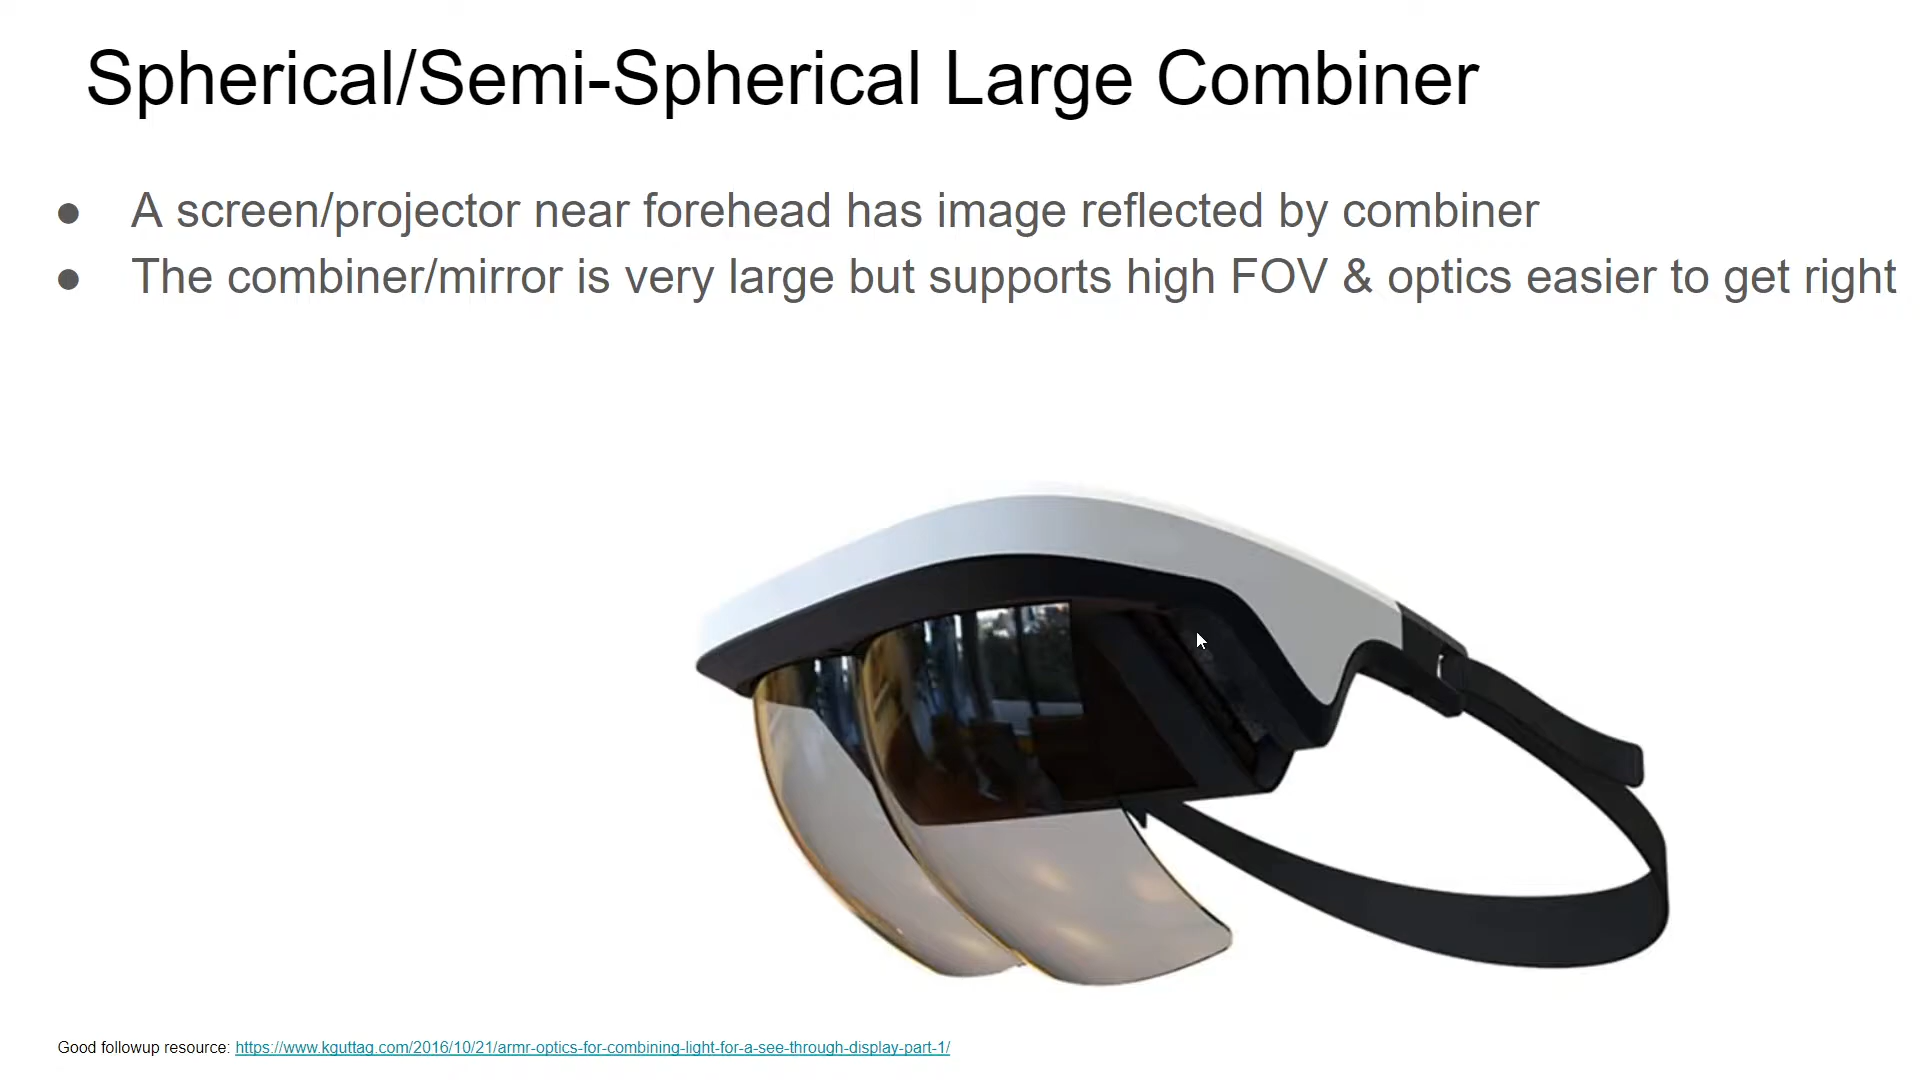 Spherical/Semi-Spherical Large Combiner
● A screen/projector near forehead has image reflected by combiner
● The combiner/mirror is very large but supports high FOV & optics easier to get right
Good followup resource: https://www.kguttag.com/2016/10/21/armr-optics-for-combining-light-for-a-see-through-display-part-1/